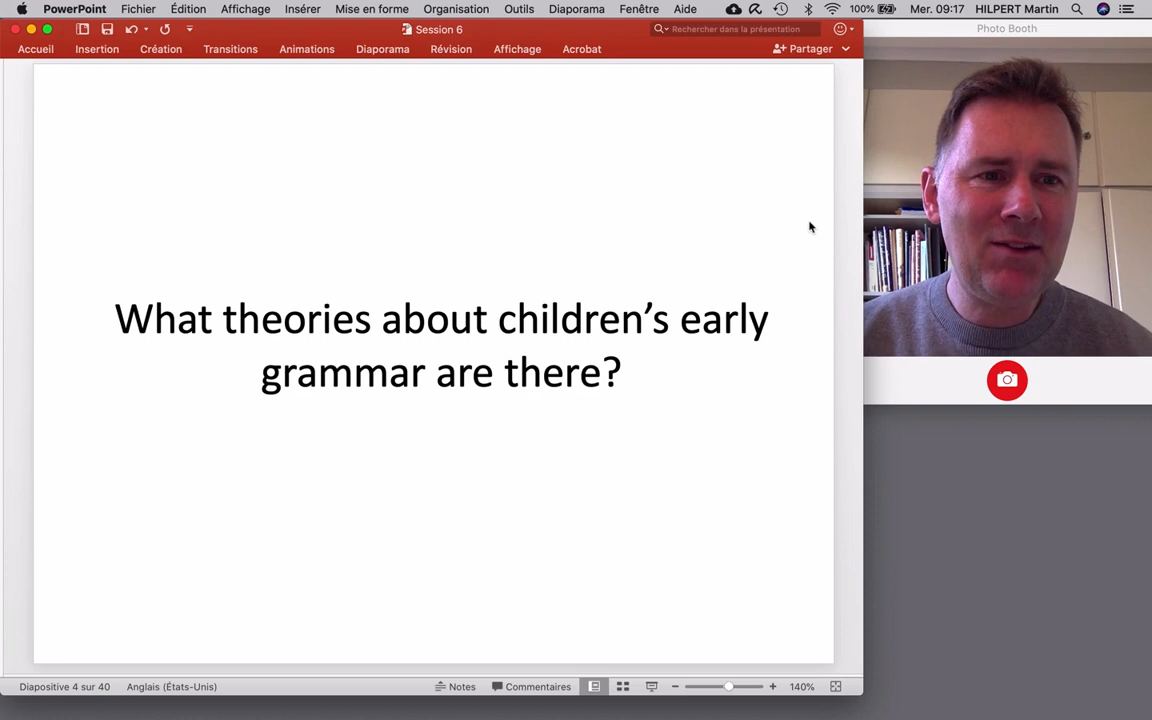 PowerPoint Fichier Édition Affichage Insérer Mise en forme Organisation Outils Diaporama Fenêtre Aide 100% Mer. 09:17 HILPERT Martin
Session 6
Rechercher dans la présentation
Accueil Insertion Création Transitions Animations Diaporama Révision Affichage Acrobat Partager
Photo Booth
What theories about children’s early
grammar are there?
Diapositive 4 sur 40 Anglais (États-Unis) Notes Commentaires 140%